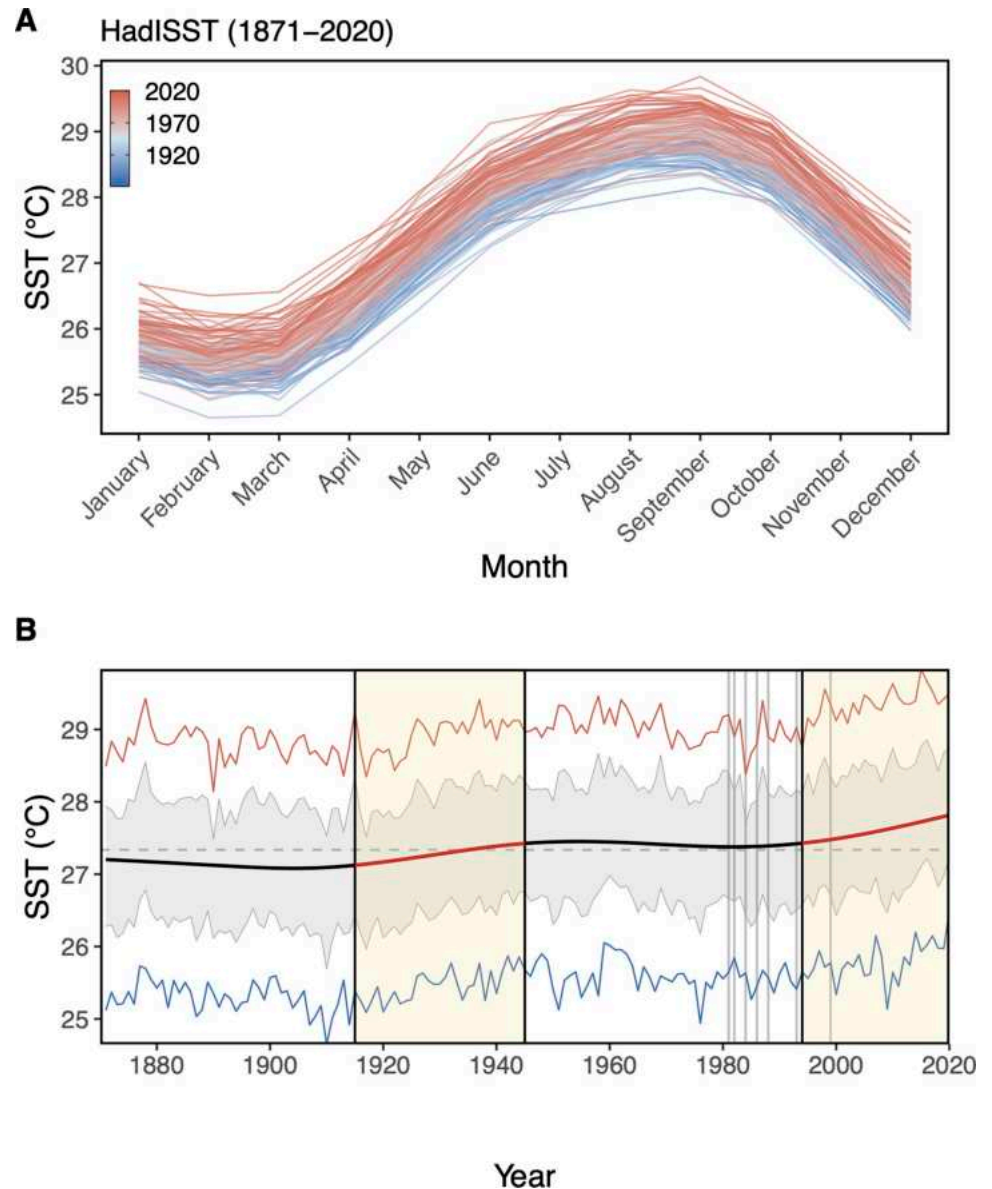 A
HadISST (1871–2020)
30
29
28
27
26
25
SST (°C)
2020
1970
1920
January
February
March
April
May
June
July
August
September
October
November
December
Month
B
29
28
27
26
25
SST (°C)
1880 1900 1920 1940 1960 1980 2000 2020
Year